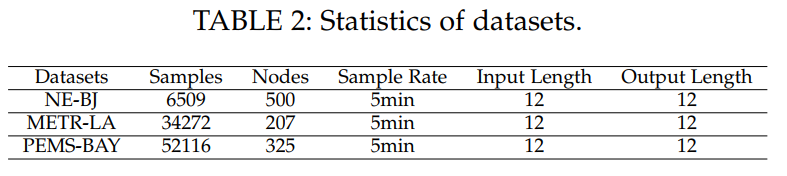 TABLE 2: Statistics of datasets.
Datasets Samples Nodes Sample Rate Input Length Output Length
NE-BJ 6509 500 5min 12 12
METR-LA 34272 207 5min 12 12
PEMS-BAY 52116 325 5min 12 12